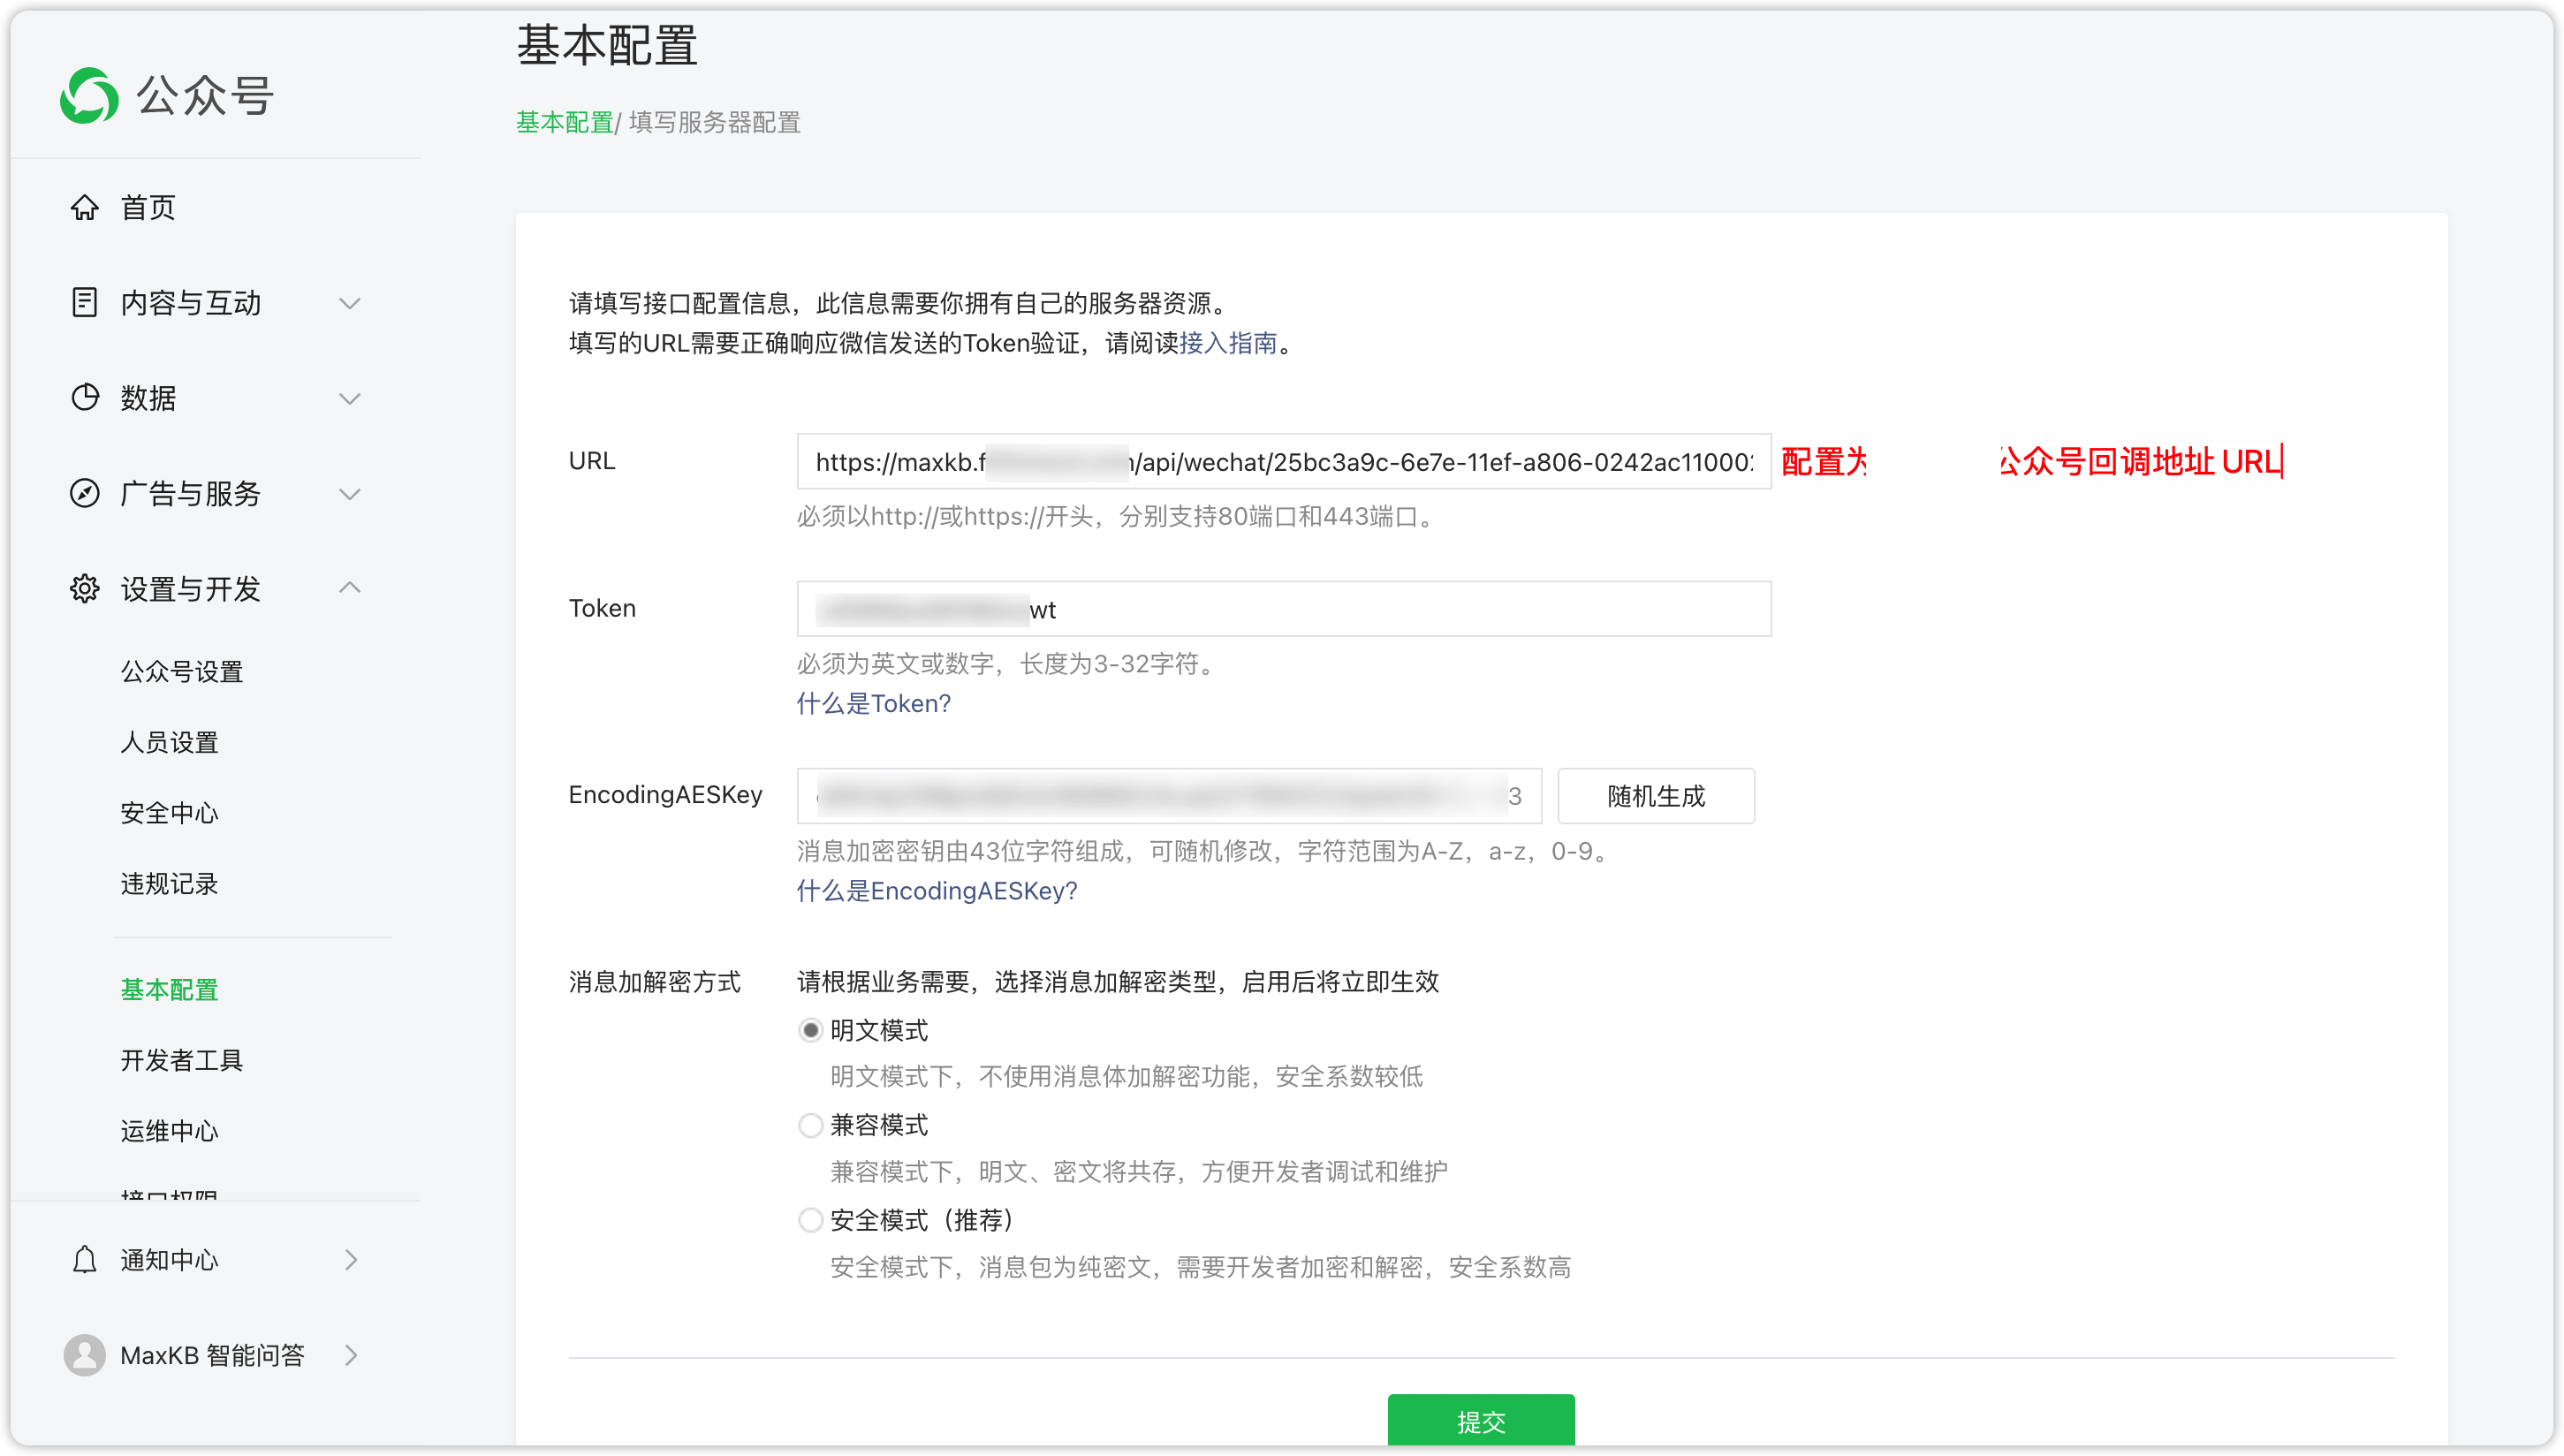 公众号
首页
内容与互动
数据
广告与服务
设置与开发
公众号设置
人员设置
安全中心
违规记录
基本配置
开发者工具
运维中心
接口权限
通知中心
MaxKB 智能问答
基本配置
基本配置/ 填写服务器配置
请填写接口配置信息，此信息需要你拥有自己的服务器资源。
填写的URL需要正确响应微信发送的Token验证，请阅读接入指南。
URL
https://maxkb.f
/api/wechat/25bc3a9c-6e7e-11ef-a806-0242ac11000
配置为
公众号回调地址 URL
必须以http://或https://开头，分别支持80端口和443端口。
Token
wt
必须为英文或数字，长度为3-32字符。
什么是Token?
EncodingAESKey
3
随机生成
消息加密密钥由43位字符组成，可随机修改，字符范围为A-Z，a-z，0-9。
什么是EncodingAESKey?
消息加解密方式
请根据业务需要，选择消息加解密类型，启用后将立即生效
明文模式
明文模式下，不使用消息体加解密功能，安全系数较低
兼容模式
兼容模式下，明文、密文将共存，方便开发者调试和维护
安全模式（推荐）
安全模式下，消息包为纯密文，需要开发者加密和解密，安全系数高
提交